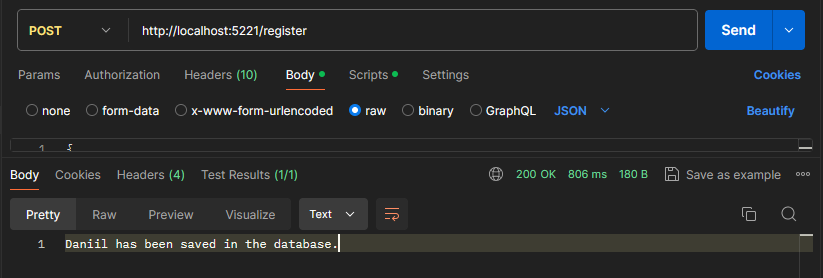 POST http://localhost:5221/register Send
Params Authorization Headers (10) Body Scripts Settings Cookies
none form-data x-www-form-urlencoded raw binary GraphQL JSON Beautify
1 {
Body Cookies Headers (4) Test Results (1/1) 200 OK 806 ms 180 B Save as example
Pretty Raw Preview Visualize Text
1 Daniil has been saved in the database.